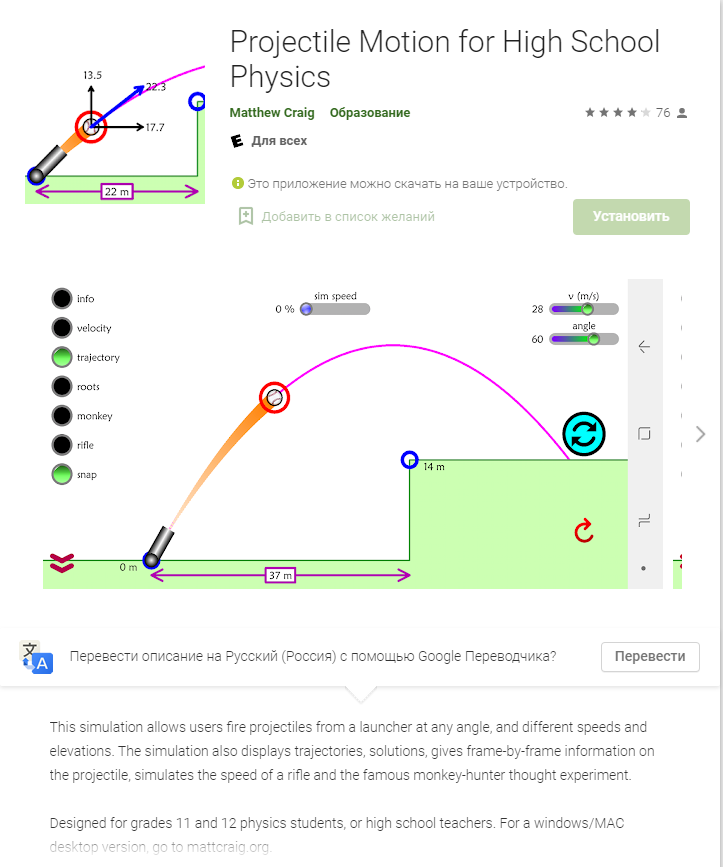 Projectile Motion for High School
Physics
Matthew Craig Образование 76
Для всех
Это приложение можно скачать на ваше устройство.
Добавить в список желаний
Установить
13.5
22.3
17.7
22 m
info
velocity
trajectory
roots
monkey
rifle
snap
sim speed
0 %
v (m/s)
28
angle
60
14 m
0 m
37 m
Перевести описание на Русский (Россия) с помощью Google Переводчика?
Перевести
This simulation allows users fire projectiles from a launcher at any angle, and different speeds and
elevations. The simulation also displays trajectories, solutions, gives frame-by-frame information on
the projectile, simulates the speed of a rifle and the famous monkey-hunter thought experiment.
Designed for grades 11 and 12 physics students, or high school teachers. For a windows/MAC
desktop version, go to mattcraig.org.